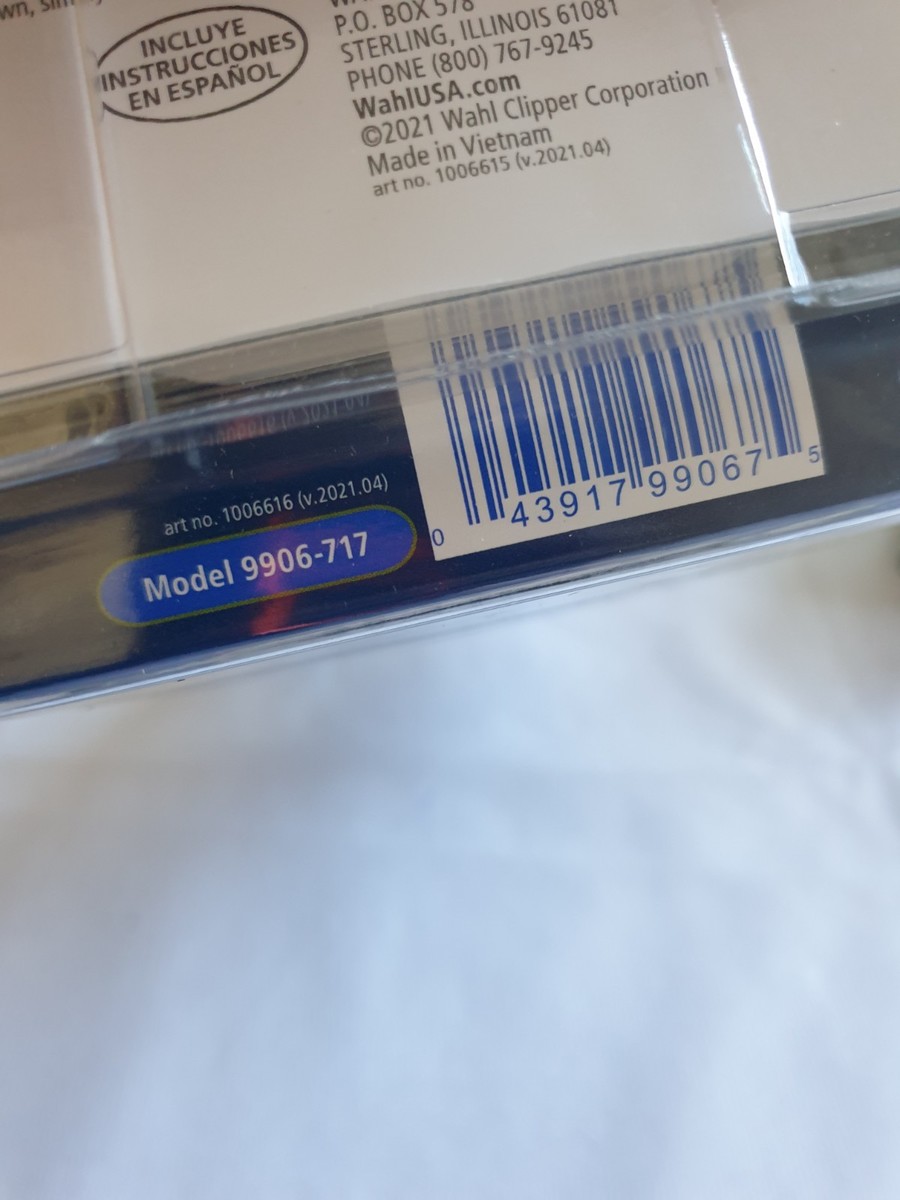 INCLUYE
INSTRUCCIONES
EN ESPAÑOL
P.O. BOX 578
STERLING, ILLINOIS 61081
PHONE (800) 767-9245
WahlUSA.com
©2021 Wahl Clipper Corporation
Made in Vietnam
art no. 1006615 (v.2021.04)
art no. 1006616 (v.2021.04)
Model 9906-717
0 43917 99067 5